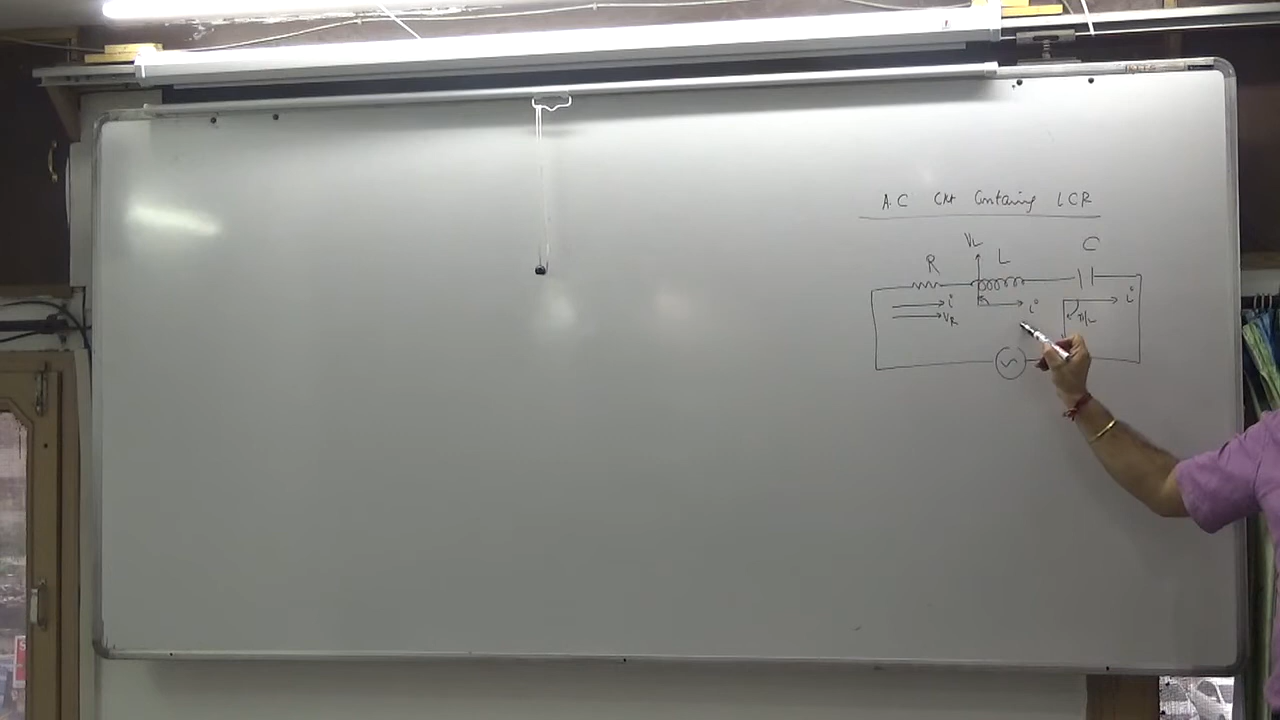 A.C Ckt Containing LCR
VL
R L C
i i i
VR π/2